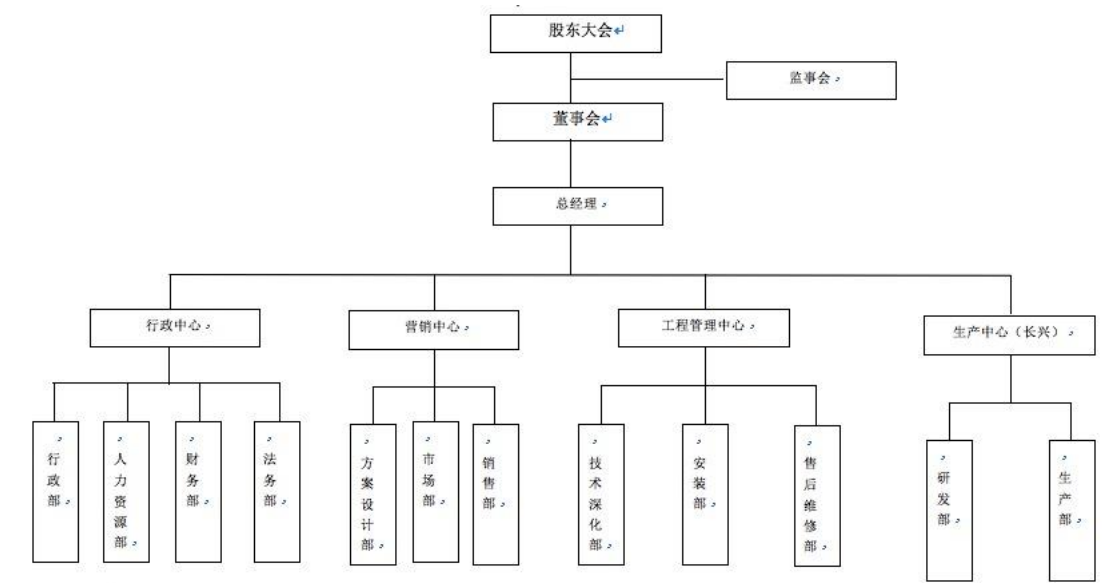 股东大会
监事会
董事会
总经理
行政中心
营销中心
工程管理中心
生产中心（长兴）
行政部
人力资源部
财务部
法务部
方案设计部
市场部
销售部
技术深化部
安装部
售后维修部
研发部
生产部